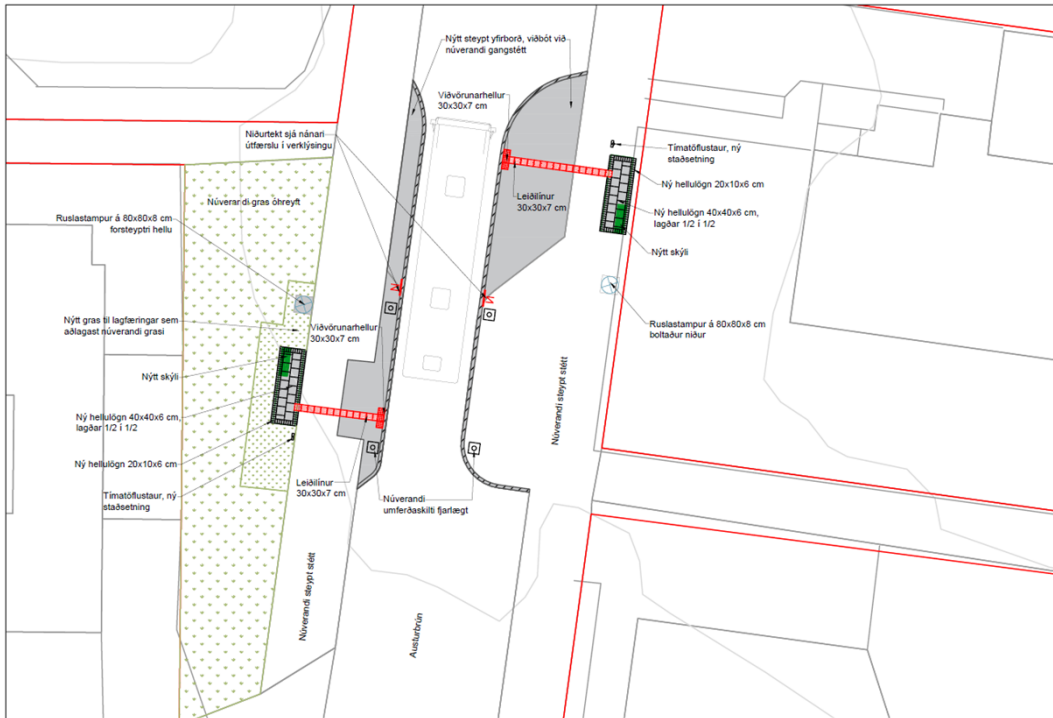 Nýtt steypt yfirborð, viðbót við
núverandi gangstétt
Viðvörunarhellur
30x30x7 cm
Niðurtekt sjá nánari
útfærslu í verklýsingu
Tímatöflustaur, ný
staðsetning
Ný hellulögn 20x10x6 cm
Leiðilínur
30x30x7 cm
Ný hellulögn 40x40x6 cm,
lagðar 1/2 í 1/2
Nýtt skýli
Núverandi gras óhreyft
Ruslastampur á 80x80x8 cm
forsteyptri hellu
Nýtt gras til lagfæringar sem
aðlagast núverandi grasi
Viðvörunarhellur
30x30x7 cm
Ruslastampur á 80x80x8 cm
boltaður niður
Nýtt skýli
Ný hellulögn 40x40x6 cm,
lagðar 1/2 í 1/2
Ný hellulögn 20x10x6 cm
Tímatöflustaur, ný
staðsetning
Leiðilínur
30x30x7 cm
Núverandi
umferðaskilti fjarlægt
Núverandi steypt stétt
Núverandi steypt stétt
Austurbrún